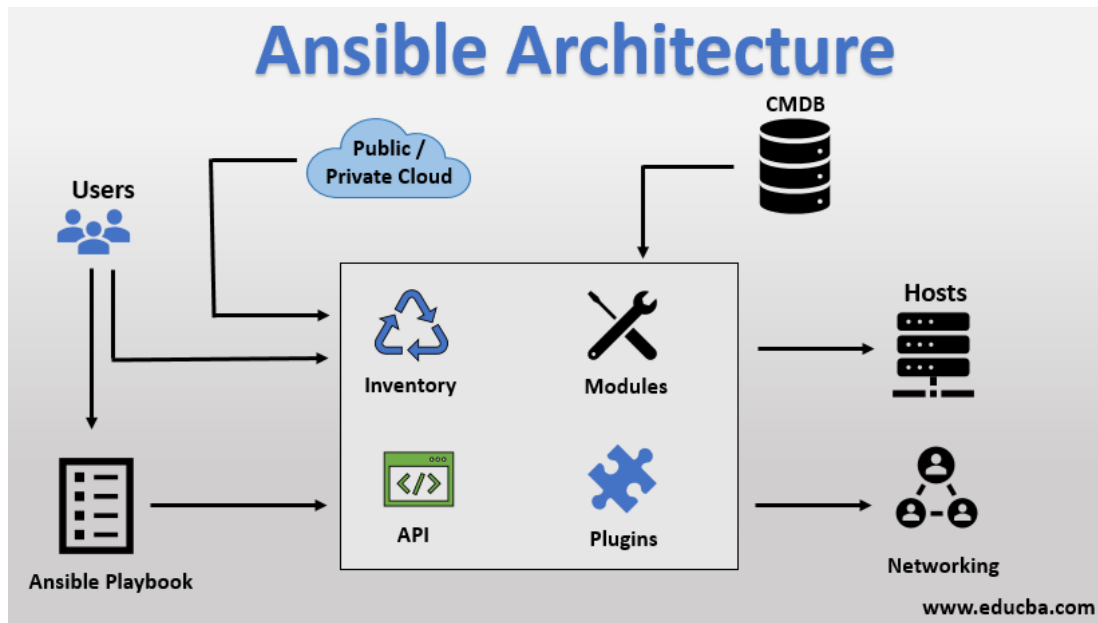 Ansible Architecture
CMDB
Public /
Private Cloud
Users
Hosts
Inventory
Modules
</>
API
Plugins
Ansible Playbook
Networking
www.educba.com